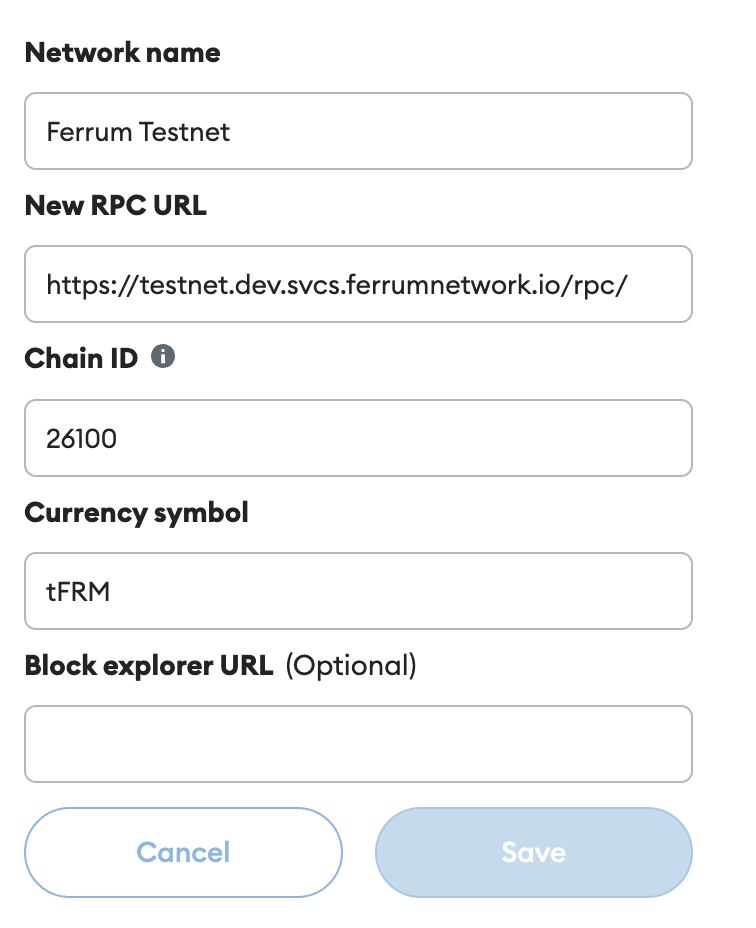 Network name
Ferrum Testnet
New RPC URL
https://testnet.dev.svcs.ferrumnetwork.io/rpc/
Chain ID
26100
Currency symbol
tFRM
Block explorer URL (Optional)
Cancel Save